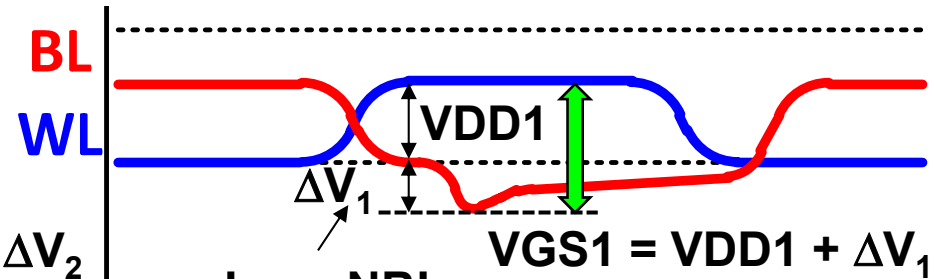 BL
VDD1
WL
ΔV1
ΔV2
VGS1 = VDD1 + ΔV1